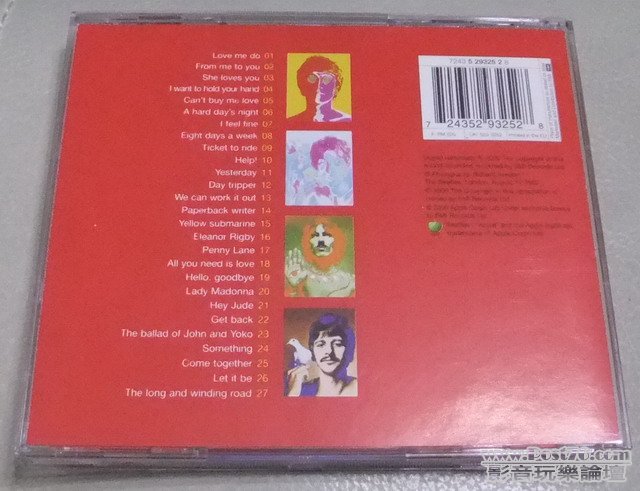 Love me do 01
From me to you 02
She loves you 03
I want to hold your hand 04
Can't buy me love 05
A hard day's night 06
I feel fine 07
Eight days a week 08
Ticket to ride 09
Help! 10
Yesterday 11
Day tripper 12
We can work it out 13
Paperback writer 14
Yellow submarine 15
Eleanor Rigby 16
Penny Lane 17
All you need is love 18
Hello, goodbye 19
Lady Madonna 20
Hey Jude 21
Get back 22
The ballad of John and Yoko 23
Something 24
Come together 25
Let it be 26
The long and winding road 27
7243 5 29325 2 8
7 24352 93252 8
影音玩樂論壇